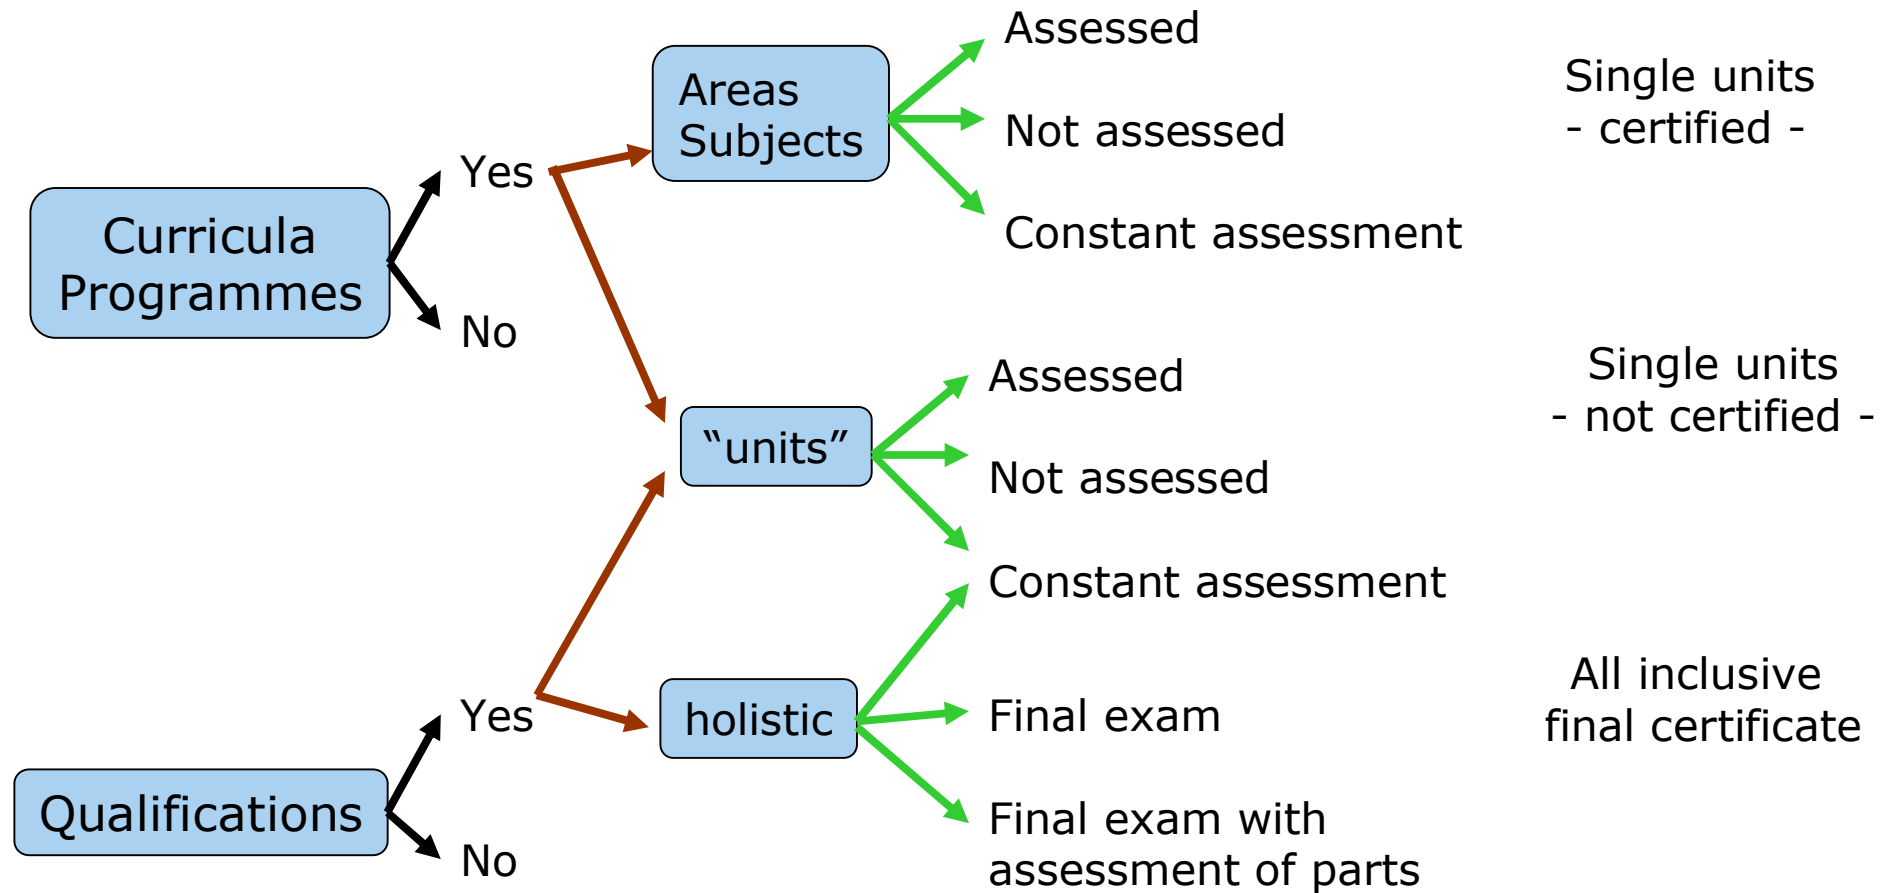 Curricula
Programmes
Yes
No
Areas
Subjects
Assessed
Not assessed
Constant assessment
Single units
- certified -
“units”
Assessed
Not assessed
Constant assessment
Single units
- not certified -
Qualifications
Yes
No
holistic
Final exam
Final exam with
assessment of parts
All inclusive
final certificate